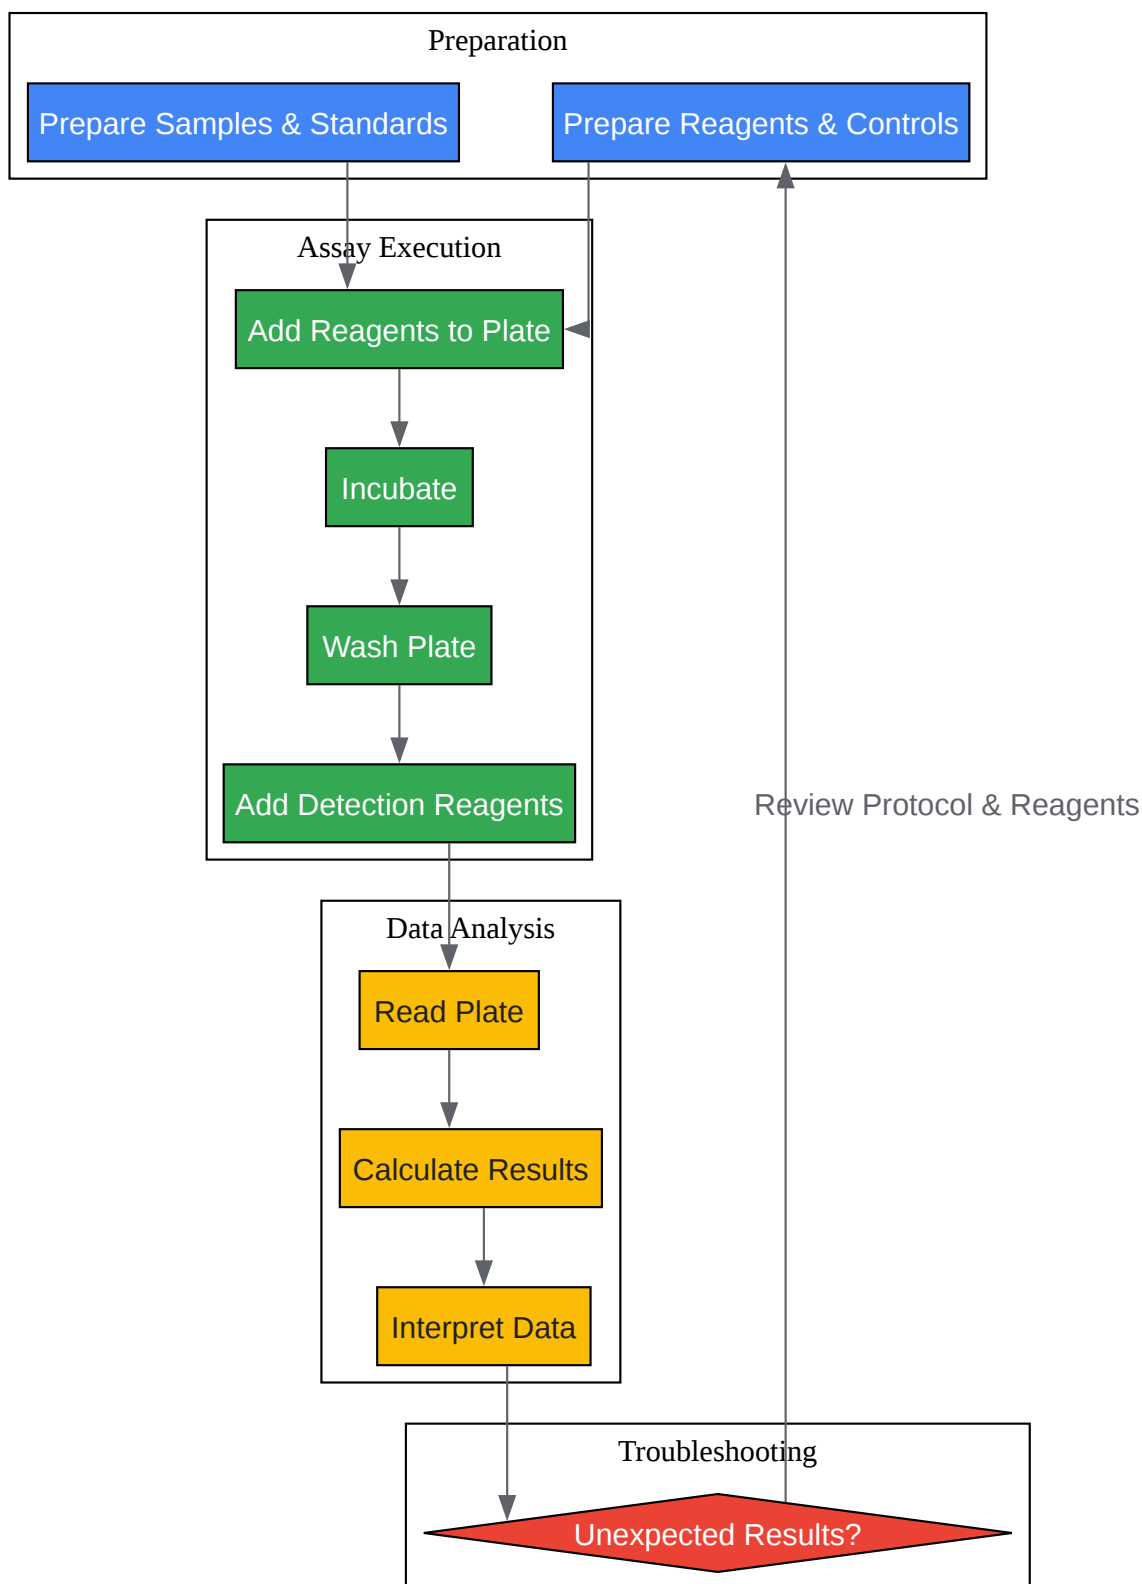 Preparation
Prepare Samples & Standards
Prepare Reagents & Controls
Assay Execution
Add Reagents to Plate
Incubate
Wash Plate
Add Detection Reagents
Review Protocol & Reagents
Data Analysis
Read Plate
Calculate Results
Interpret Data
Troubleshooting
Unexpected Results?